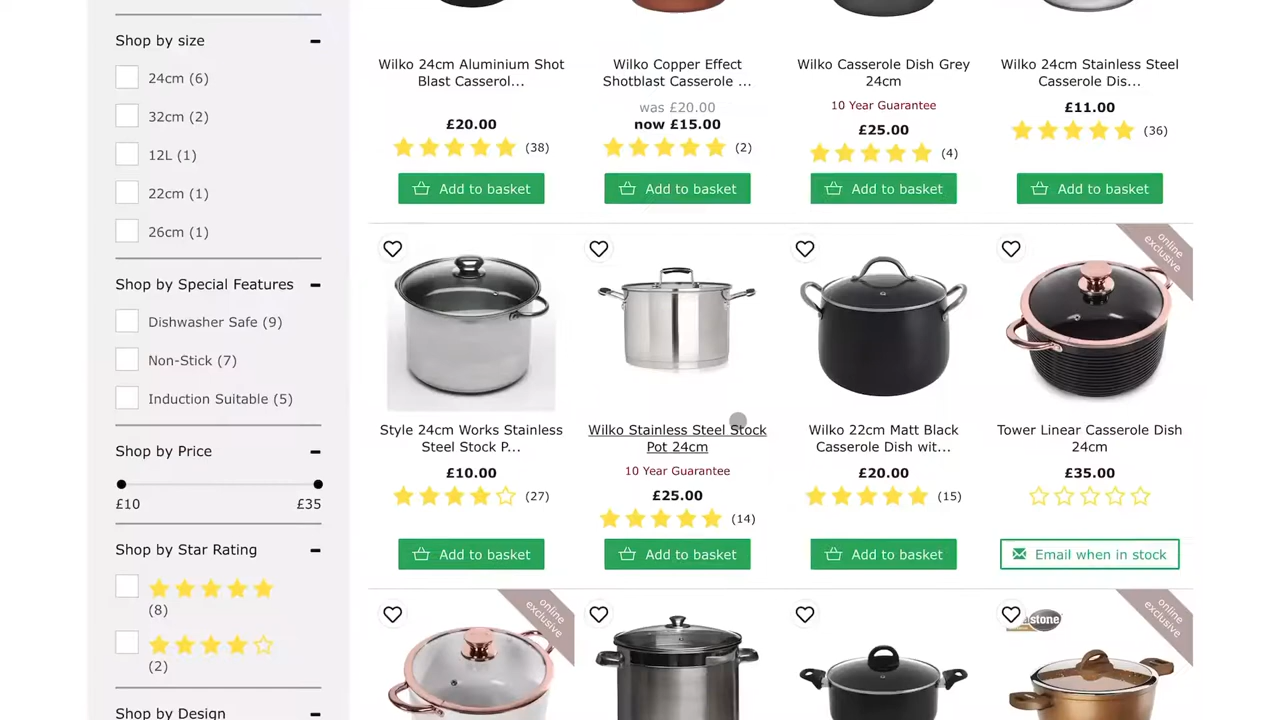 Shop by size
24cm (6)
32cm (2)
12L (1)
22cm (1)
26cm (1)
Shop by Special Features
Dishwasher Safe (9)
Non-Stick (7)
Induction Suitable (5)
Shop by Price
£10 £35
Shop by Star Rating
(8)
(2)
Shop by Design
Wilko 24cm Aluminium Shot
Blast Casserol...
£20.00
(38)
Add to basket
Wilko Copper Effect
Shotblast Casserole ...
was £20.00
now £15.00
(2)
Add to basket
Wilko Casserole Dish Grey
24cm
10 Year Guarantee
£25.00
(4)
Add to basket
Wilko 24cm Stainless Steel
Casserole Dis...
£11.00
(36)
Add to basket
Style 24cm Works Stainless
Steel Stock P...
£10.00
(27)
Add to basket
Wilko Stainless Steel Stock
Pot 24cm
10 Year Guarantee
£25.00
(14)
Add to basket
Wilko 22cm Matt Black
Casserole Dish wit...
£20.00
(15)
Add to basket
online
exclusive
Tower Linear Casserole Dish
24cm
£35.00
Email when in stock
online
exclusive
stone
online
exclusive